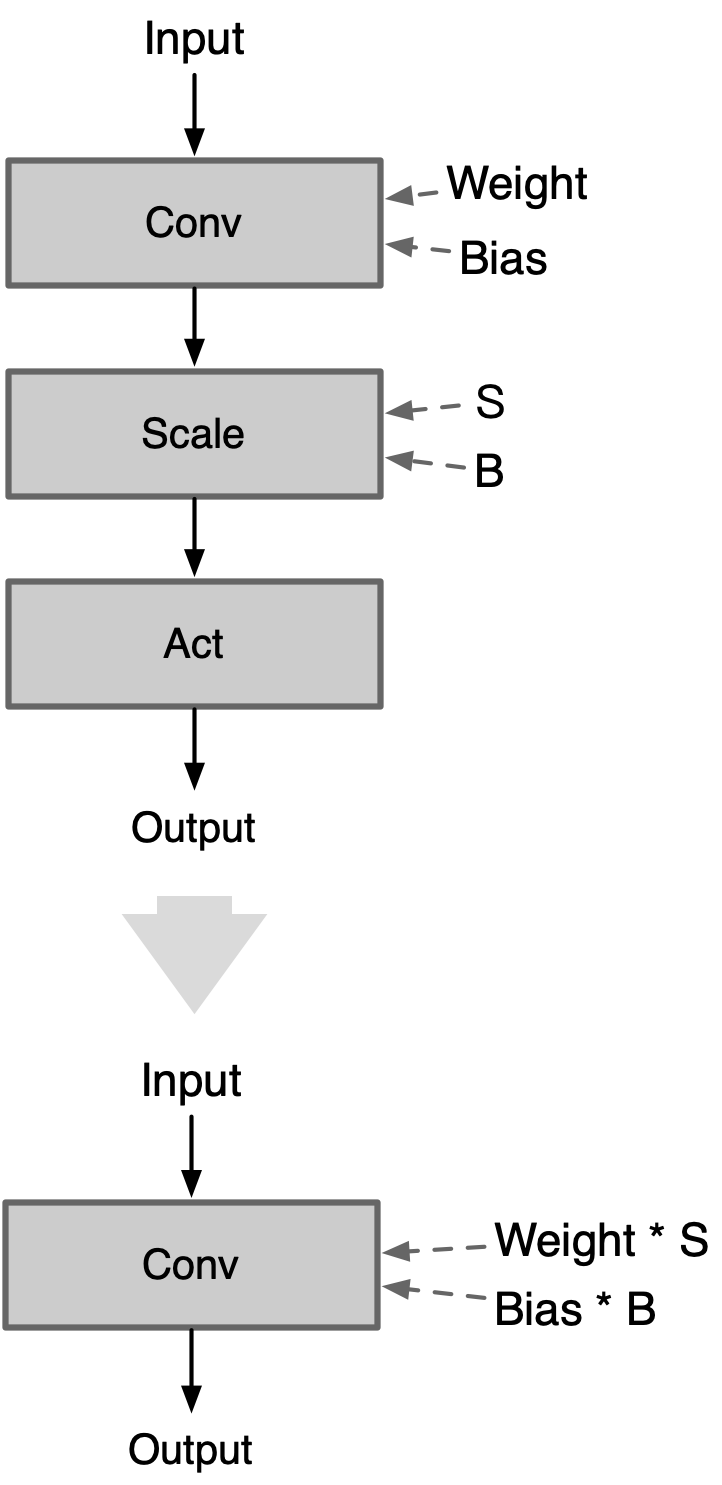 Input
Conv
Weight
Bias
Scale
S
B
Act
Output
Input
Conv
Weight * S
Bias * B
Output